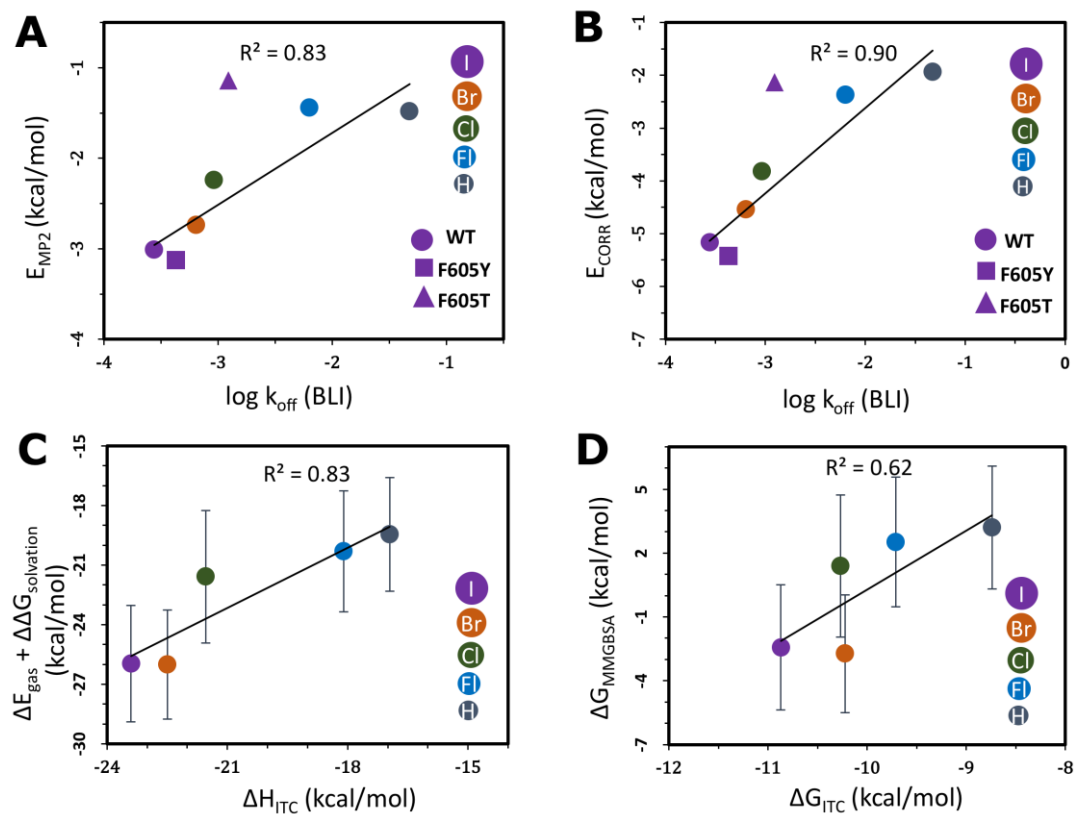 A
R² = 0.83
I
Br
Cl
Fl
H
WT
F605Y
F605T
E_MP2 (kcal/mol)
-1
-2
-3
-4
-4
-3
-2
-1
log k_off (BLI)
B
R² = 0.90
I
Br
Cl
Fl
H
WT
F605Y
F605T
E_CORR (kcal/mol)
-1
-2
-3
-4
-5
-6
-7
-4
-3
-2
-1
0
log k_off (BLI)
C
R² = 0.83
I
Br
Cl
Fl
H
ΔE_gas + ΔΔG_solvation
(kcal/mol)
-15
-18
-21
-24
-27
-30
-24
-21
-18
-15
ΔH_ITC (kcal/mol)
D
R² = 0.62
I
Br
Cl
Fl
H
ΔG_MMGBSA (kcal/mol)
5
2
-1
-4
-7
-12
-11
-10
-9
-8
ΔG_ITC (kcal/mol)